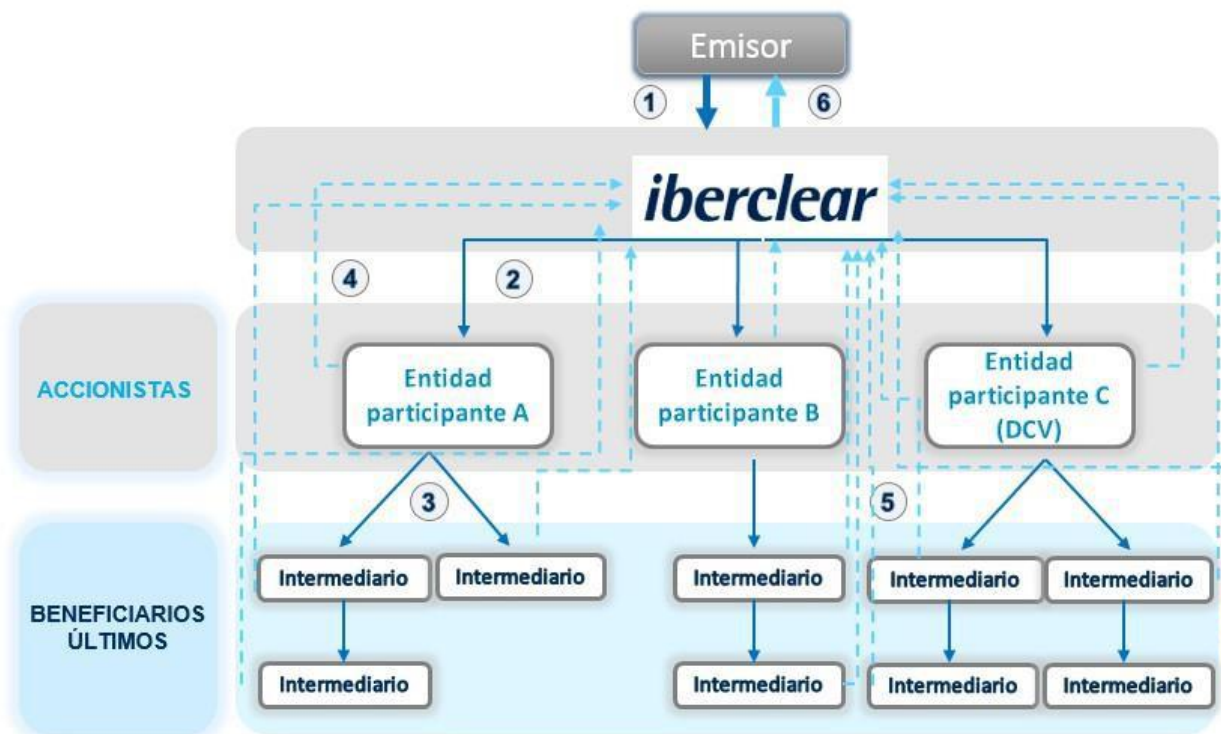 Emisor
1
6
iberclear
4
2
ACCIONISTAS
Entidad
participante A
Entidad
participante B
Entidad
participante C
(DCV)
3
5
BENEFICIARIOS
ÚLTIMOS
Intermediario
Intermediario
Intermediario
Intermediario
Intermediario
Intermediario
Intermediario
Intermediario
Intermediario